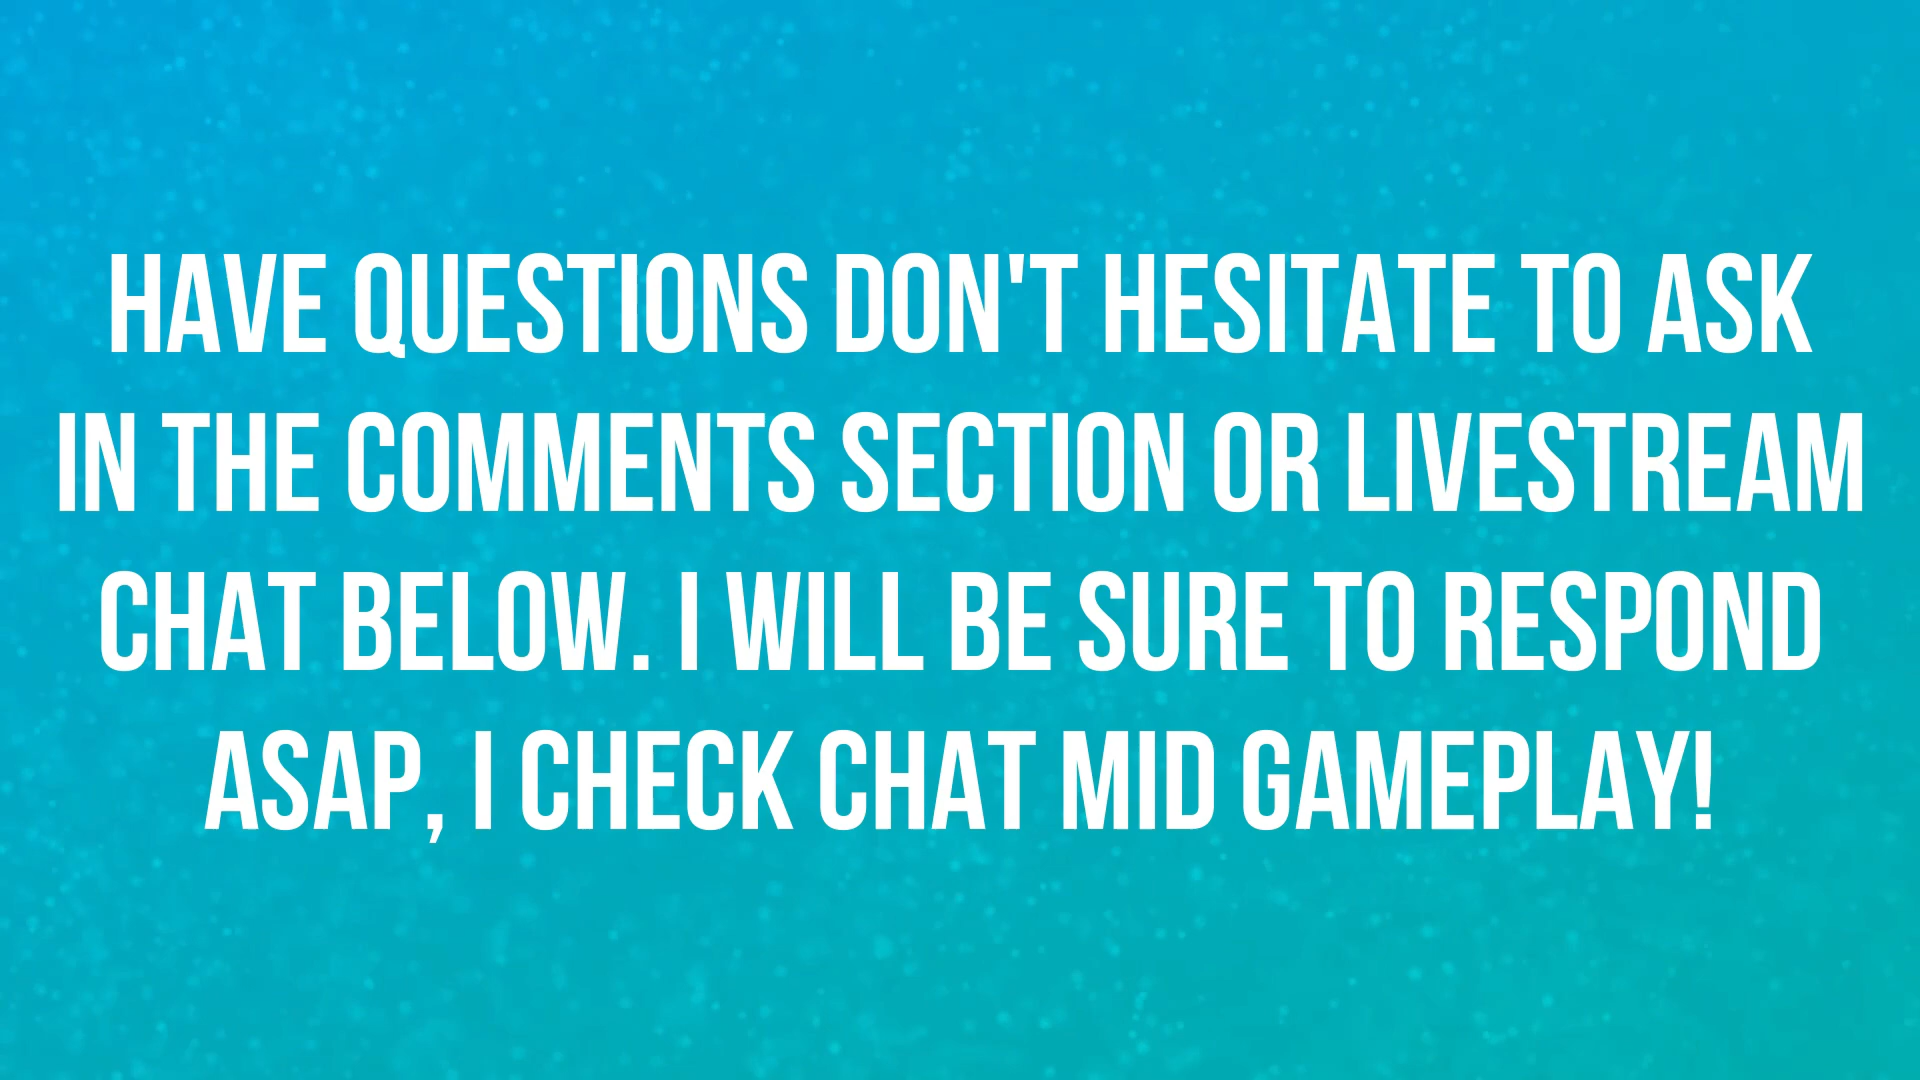 HAVE QUESTIONS DON'T HESITATE TO ASK
IN THE COMMENTS SECTION OR LIVESTREAM
CHAT BELOW. I WILL BE SURE TO RESPOND
ASAP, I CHECK CHAT MID GAMEPLAY!